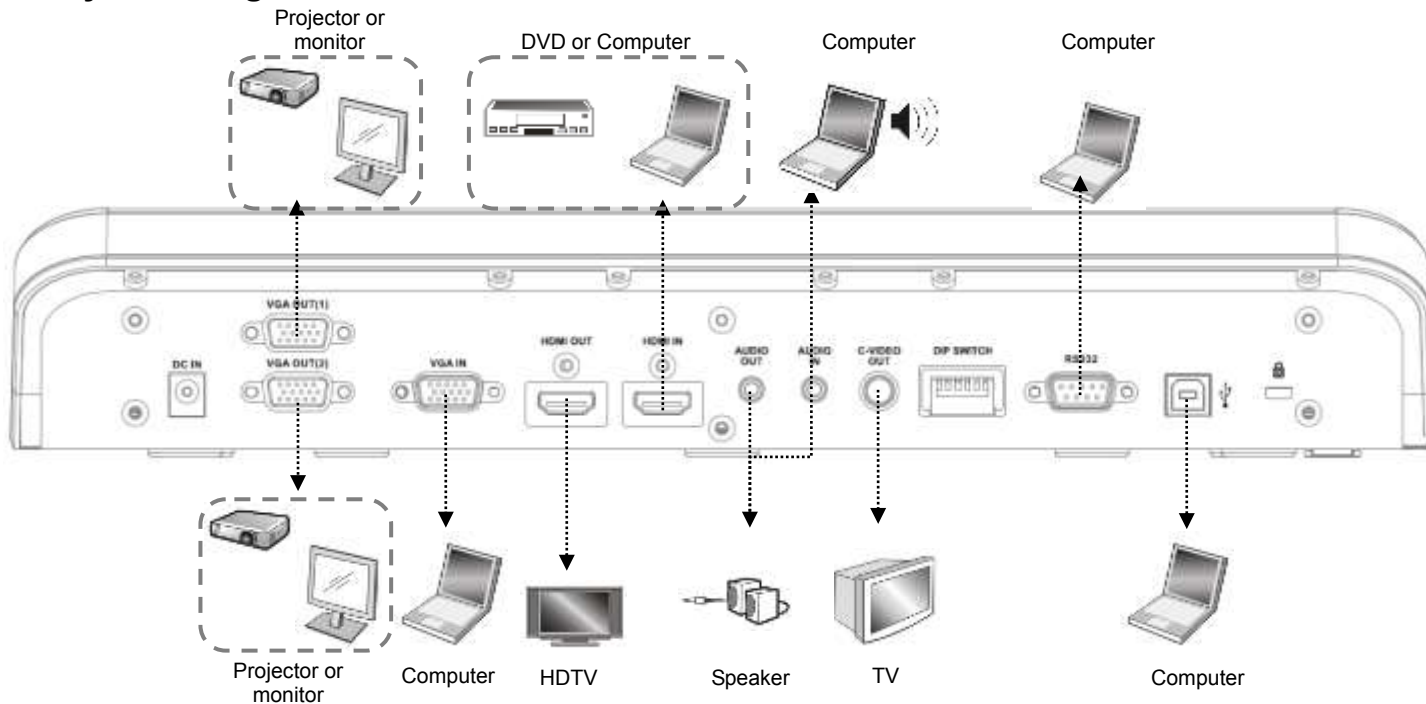 Projector or
monitor
DVD or Computer
Computer
Computer
VGA OUT(1)
DC IN
VGA OUT(2)
VGA IN
HDMI OUT
HDMI IN
AUDIO
OUT
AUDIO
IN
C-VIDEO
OUT
DIP SWITCH
RS232
Projector or
monitor
Computer
HDTV
Speaker
TV
Computer